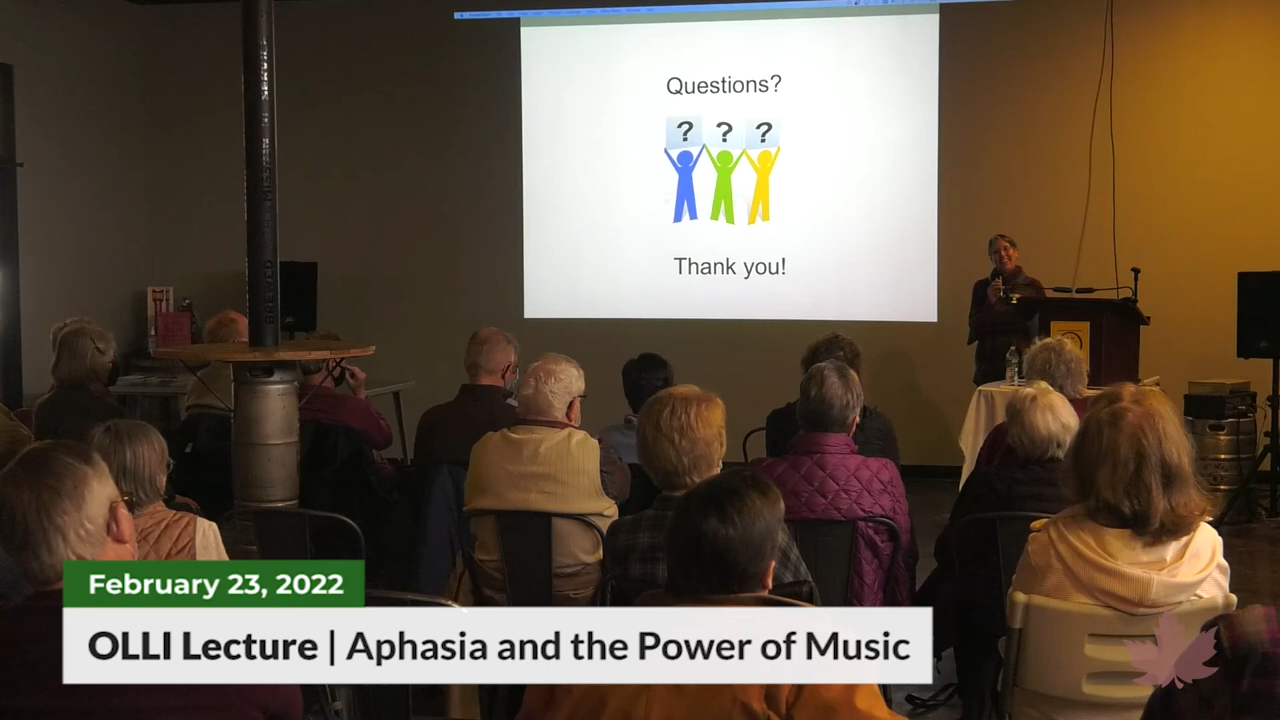 Questions?
? ? ?
Thank you!
February 23, 2022
OLLI Lecture | Aphasia and the Power of Music